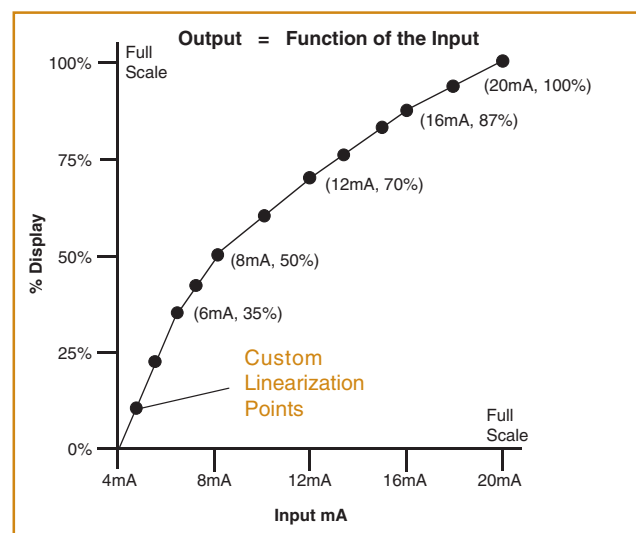 Output = Function of the Input
Full
Scale
100%
(20mA, 100%)
(16mA, 87%)
75%
(12mA, 70%)
% Display
50%
(8mA, 50%)
(6mA, 35%)
25%
Custom
Linearization
Points
Full
Scale
0%
4mA
8mA
12mA
16mA
20mA
Input mA